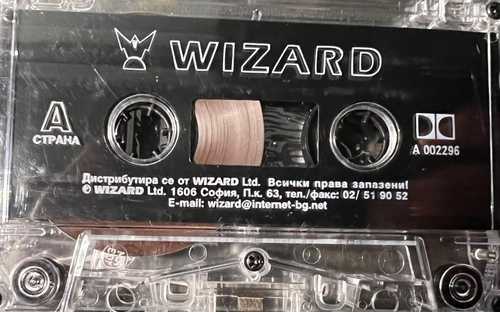 WIZARD
A
СТРАНА
A 002296
Дистрибутира се от WIZARD Ltd. Всички права запазени!
© WIZARD Ltd. 1606 София, П.к. 63, тел./факс: 02/ 51 90 52
E-mail: wizard@internet-bg.net